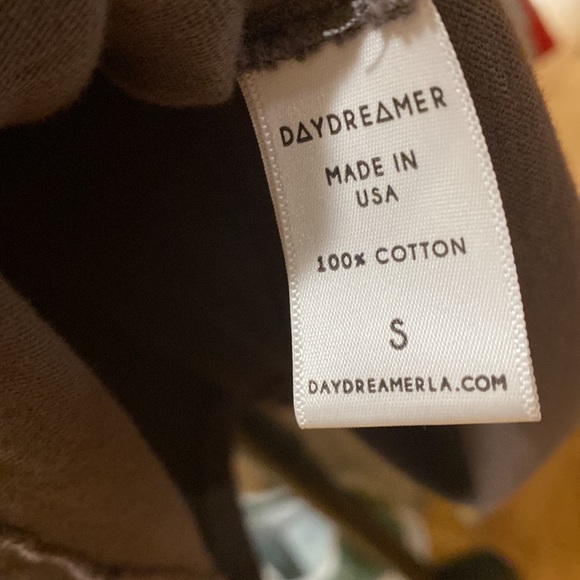 DAYDREAMER
MADE IN
USA
100% COTTON
S
DAYDREAMERLA.COM